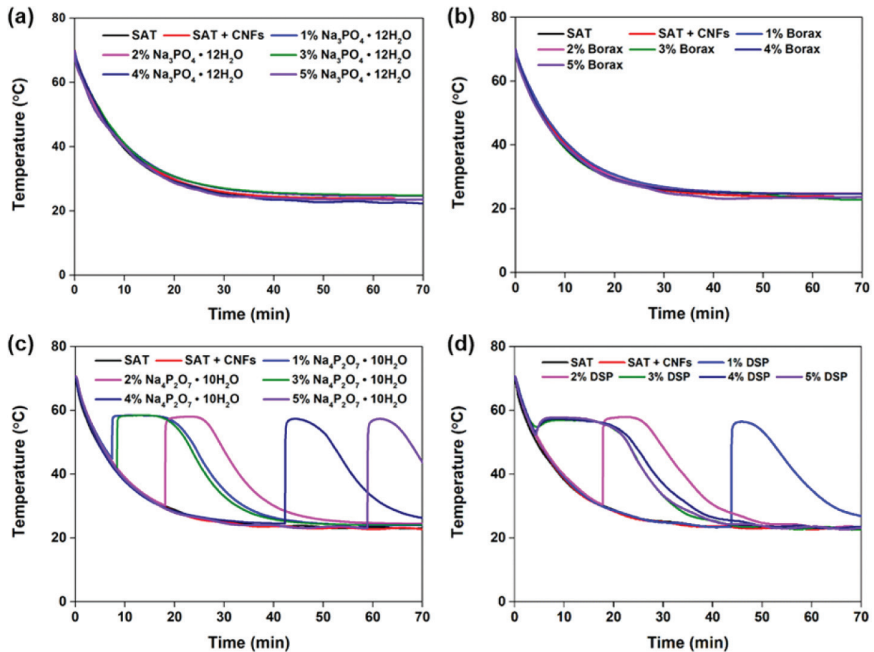 (a)
SAT SAT + CNFs 1% Na₃PO₄ • 12H₂O
2% Na₃PO₄ • 12H₂O 3% Na₃PO₄ • 12H₂O
4% Na₃PO₄ • 12H₂O 5% Na₃PO₄ • 12H₂O
Temperature (°C)
80
60
40
20
0
0 10 20 30 40 50 60 70
Time (min)
(b)
SAT SAT + CNFs 1% Borax
2% Borax 3% Borax 4% Borax
5% Borax
Temperature (°C)
80
60
40
20
0
0 10 20 30 40 50 60 70
Time (min)
(c)
SAT SAT + CNFs 1% Na₄P₂O₇ • 10H₂O
2% Na₄P₂O₇ • 10H₂O 3% Na₄P₂O₇ • 10H₂O
4% Na₄P₂O₇ • 10H₂O 5% Na₄P₂O₇ • 10H₂O
Temperature (°C)
80
60
40
20
0
0 10 20 30 40 50 60 70
Time (min)
(d)
SAT SAT + CNFs 1% DSP
2% DSP 3% DSP 4% DSP 5% DSP
Temperature (°C)
80
60
40
20
0
0 10 20 30 40 50 60 70
Time (min)